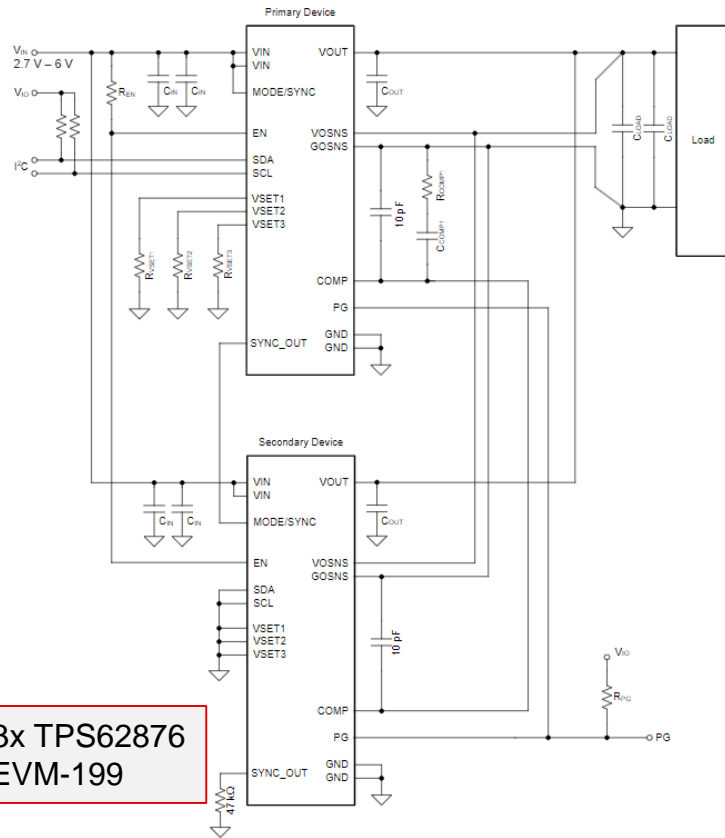 Primary Device
VIN
2.7 V – 6 V
VIO
I²C
REN
CIN
CIN
VIN
VIN
MODE/SYNC
EN
SDA
SCL
VSET1
VSET2
VSET3
SYNC_OUT
RVSET1
RVSET2
RVSET3
VOUT
VOSNS
GOSNS
COMP
PG
GND
GND
COUT
10 pF
RCOMP1
CCOMP1
CLOAD
CLOAD
Load
Secondary Device
CIN
CIN
VIN
VIN
MODE/SYNC
EN
SDA
SCL
VSET1
VSET2
VSET3
SYNC_OUT
47 kΩ
VOUT
VOSNS
GOSNS
COMP
PG
GND
GND
COUT
10 pF
VIO
RPG
PG
3x TPS62876
EVM-199